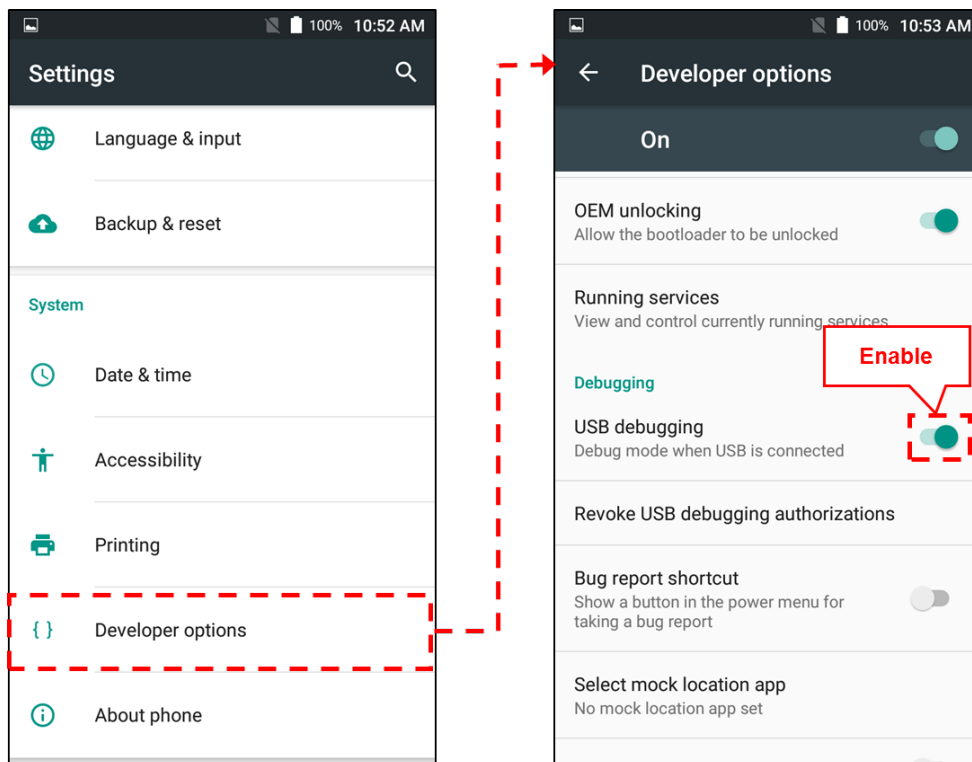 100% 10:52 AM
Settings
Language & input
Backup & reset
System
Date & time
Accessibility
Printing
{ } Developer options
About phone
100% 10:53 AM
Developer options
On
OEM unlocking
Allow the bootloader to be unlocked
Running services
View and control currently running services
Enable
Debugging
USB debugging
Debug mode when USB is connected
Revoke USB debugging authorizations
Bug report shortcut
Show a button in the power menu for
taking a bug report
Select mock location app
No mock location app set